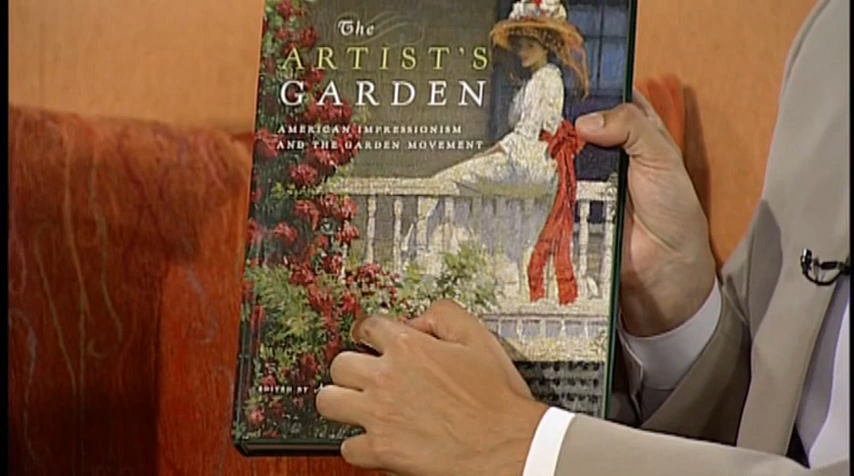 The
ARTIST'S
GARDEN
AMERICAN IMPRESSIONISM
AND THE GARDEN MOVEMENT
EDITED BY